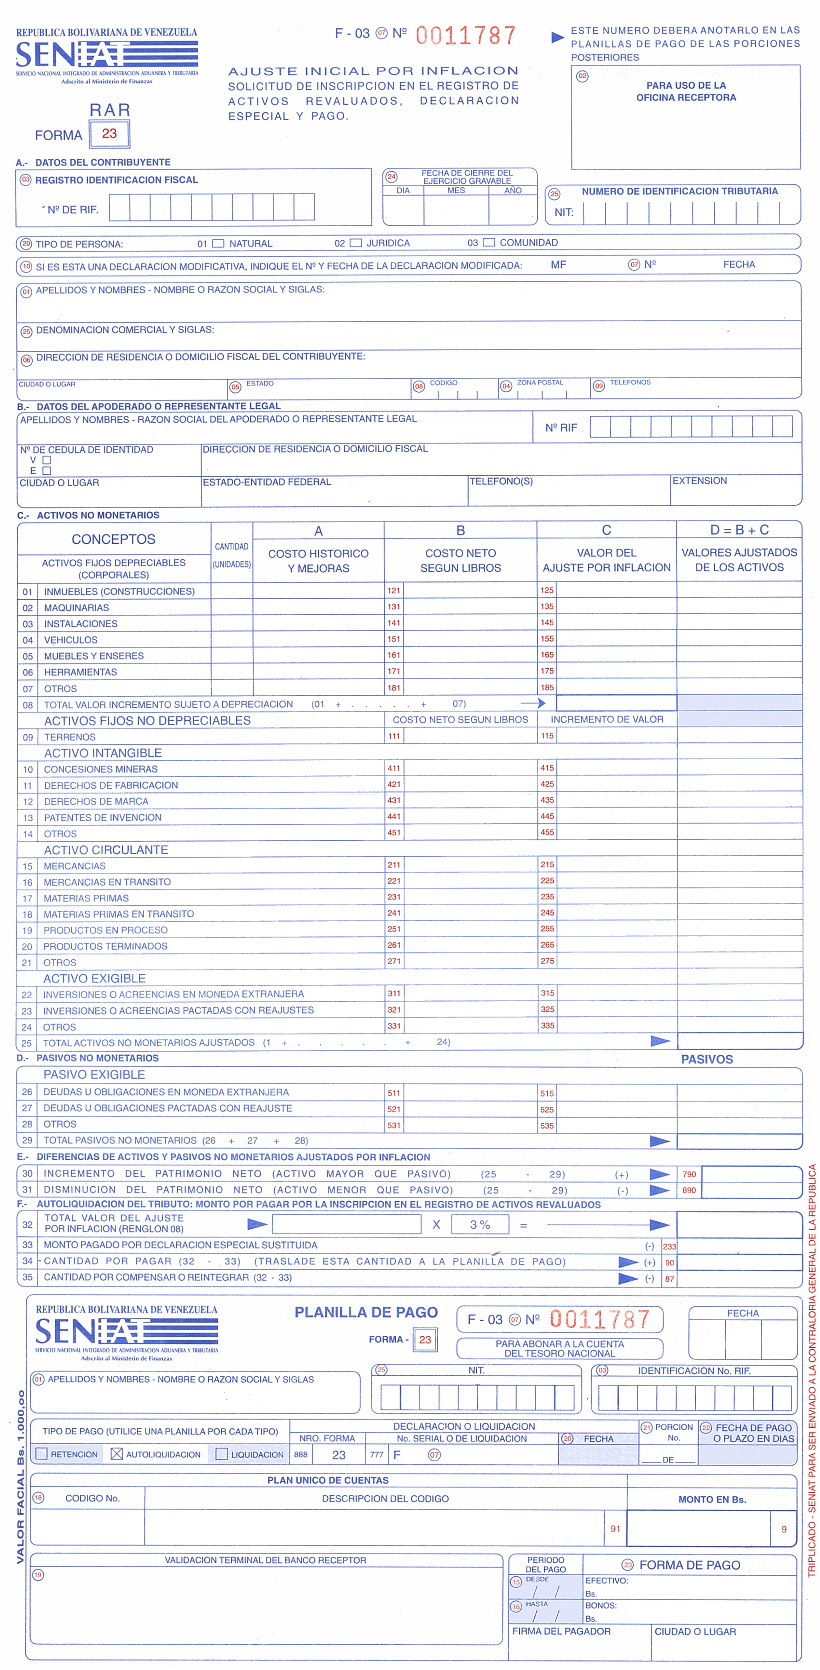 REPUBLICA BOLIVARIANA DE VENEZUELA
SENIAT
SERVICIO NACIONAL INTEGRADO DE ADMINISTRACION ADUANERA Y TRIBUTARIA
Adscrito al Ministerio de Finanzas
F - 03 07 Nº 0011787
ESTE NUMERO DEBERA ANOTARLO EN LAS
PLANILLAS DE PAGO DE LAS PORCIONES
POSTERIORES
AJUSTE INICIAL POR INFLACION
SOLICITUD DE INSCRIPCION EN EL REGISTRO DE
ACTIVOS REVALUADOS, DECLARACION
ESPECIAL Y PAGO.
02 PARA USO DE LA
OFICINA RECEPTORA
RAR
FORMA 23
A.- DATOS DEL CONTRIBUYENTE
03 REGISTRO IDENTIFICACION FISCAL
Nº DE RIF.
24 FECHA DE CIERRE DEL
EJERCICIO GRAVABLE
DIA MES AÑO
25 NUMERO DE IDENTIFICACION TRIBUTARIA
NIT:
20 TIPO DE PERSONA: 01 NATURAL 02 JURIDICA 03 COMUNIDAD
10 SI ES ESTA UNA DECLARACION MODIFICATIVA, INDIQUE EL Nº Y FECHA DE LA DECLARACION MODIFICADA: MF 07 Nº FECHA
01 APELLIDOS Y NOMBRES - NOMBRE O RAZON SOCIAL Y SIGLAS:
25 DENOMINACION COMERCIAL Y SIGLAS:
06 DIRECCION DE RESIDENCIA O DOMICILIO FISCAL DEL CONTRIBUYENTE:
CIUDAD O LUGAR 05 ESTADO 08 CODIGO 04 ZONA POSTAL 09 TELEFONOS
B.- DATOS DEL APODERADO O REPRESENTANTE LEGAL
APELLIDOS Y NOMBRES - RAZON SOCIAL DEL APODERADO O REPRESENTANTE LEGAL
Nº RIF
Nº DE CEDULA DE IDENTIDAD DIRECCION DE RESIDENCIA O DOMICILIO FISCAL
V
E
CIUDAD O LUGAR ESTADO-ENTIDAD FEDERAL TELEFONO(S) EXTENSION
C.- ACTIVOS NO MONETARIOS
CONCEPTOS CANTIDAD (UNIDADES) A B C D = B + C
ACTIVOS FIJOS DEPRECIABLES (CORPORALES) COSTO HISTORICO Y MEJORAS COSTO NETO SEGUN LIBROS VALOR DEL AJUSTE POR INFLACION VALORES AJUSTADOS DE LOS ACTIVOS
01 INMUEBLES (CONSTRUCCIONES) 121 125
02 MAQUINARIAS 131 135
03 INSTALACIONES 141 145
04 VEHICULOS 151 155
05 MUEBLES Y ENSERES 161 165
06 HERRAMIENTAS 171 175
07 OTROS 181 185
08 TOTAL VALOR INCREMENTO SUJETO A DEPRECIACION (01 + . . . . . + 07)
ACTIVOS FIJOS NO DEPRECIABLES COSTO NETO SEGUN LIBROS INCREMENTO DE VALOR
09 TERRENOS 111 115
ACTIVO INTANGIBLE
10 CONCESIONES MINERAS 411 415
11 DERECHOS DE FABRICACION 421 425
12 DERECHOS DE MARCA 431 435
13 PATENTES DE INVENCION 441 445
14 OTROS 451 455
ACTIVO CIRCULANTE
15 MERCANCIAS 211 215
16 MERCANCIAS EN TRANSITO 221 225
17 MATERIAS PRIMAS 231 235
18 MATERIAS PRIMAS EN TRANSITO 241 245
19 PRODUCTOS EN PROCESO 251 255
20 PRODUCTOS TERMINADOS 261 265
21 OTROS 271 275
ACTIVO EXIGIBLE
22 INVERSIONES O ACREENCIAS EN MONEDA EXTRANJERA 311 315
23 INVERSIONES O ACREENCIAS PACTADAS CON REAJUSTES 321 325
24 OTROS 331 335
25 TOTAL ACTIVOS NO MONETARIOS AJUSTADOS (1 + . . . . . + 24)
D.- PASIVOS NO MONETARIOS PASIVOS
PASIVO EXIGIBLE
26 DEUDAS U OBLIGACIONES EN MONEDA EXTRANJERA 511 515
27 DEUDAS U OBLIGACIONES PACTADAS CON REAJUSTE 521 525
28 OTROS 531 535
29 TOTAL PASIVOS NO MONETARIOS (26 + 27 + 28)
E.- DIFERENCIAS DE ACTIVOS Y PASIVOS NO MONETARIOS AJUSTADOS POR INFLACION
30 INCREMENTO DEL PATRIMONIO NETO (ACTIVO MAYOR QUE PASIVO) (25 - 29) (+) 790
31 DISMINUCION DEL PATRIMONIO NETO (ACTIVO MENOR QUE PASIVO) (25 - 29) (-) 890
F.- AUTOLIQUIDACION DEL TRIBUTO: MONTO POR PAGAR POR LA INSCRIPCION EN EL REGISTRO DE ACTIVOS REVALUADOS
32 TOTAL VALOR DEL AJUSTE POR INFLACION (RENGLON 08) X 3% =
33 MONTO PAGADO POR DECLARACION ESPECIAL SUSTITUIDA (-) 233
34 CANTIDAD POR PAGAR (32 - 33) (TRASLADE ESTA CANTIDAD A LA PLANILLA DE PAGO) (+) 90
35 CANTIDAD POR COMPENSAR O REINTEGRAR (32 - 33) (-) 87
REPUBLICA BOLIVARIANA DE VENEZUELA
SENIAT
SERVICIO NACIONAL INTEGRADO DE ADMINISTRACION ADUANERA Y TRIBUTARIA
Adscrito al Ministerio de Finanzas
PLANILLA DE PAGO
FORMA - 23
F - 03 07 Nº 0011787
PARA ABONAR A LA CUENTA
DEL TESORO NACIONAL
FECHA
01 APELLIDOS Y NOMBRES - NOMBRE O RAZON SOCIAL Y SIGLAS
25 NIT.
03 IDENTIFICACION No. RIF.
TIPO DE PAGO (UTILICE UNA PLANILLA POR CADA TIPO) DECLARACION O LIQUIDACION 21 PORCION No. 22 FECHA DE PAGO O PLAZO EN DIAS
NRO. FORMA No. SERIAL O DE LIQUIDACION 20 FECHA
RETENCION AUTOLIQUIDACION LIQUIDACION 888 23 777 F 07 ___ DE ___
PLAN UNICO DE CUENTAS
18 CODIGO No. DESCRIPCION DEL CODIGO MONTO EN Bs.
91 9
VALIDACION TERMINAL DEL BANCO RECEPTOR
19
PERIODO DEL PAGO 23 FORMA DE PAGO
15 DESDE / / EFECTIVO: Bs.
16 HASTA / / BONOS: Bs.
FIRMA DEL PAGADOR CIUDAD O LUGAR
VALOR FACIAL Bs. 1.000,oo
TRIPLICADO - SENIAT PARA SER ENVIADO A LA CONTRALORIA GENERAL DE LA REPUBLICA